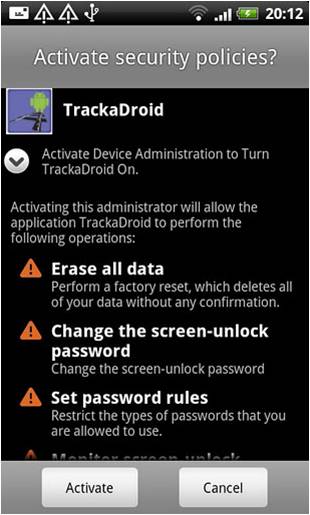 20:12
Activate security policies?
TrackaDroid
Activate Device Administration to Turn
TrackaDroid On.
Activating this administrator will allow the
application TrackaDroid to perform the
following operations:
Erase all data
Perform a factory reset, which deletes all
of your data without any confirmation.
Change the screen-unlock
password
Change the screen-unlock password
Set password rules
Restrict the types of passwords that you
are allowed to use.
Monitor screen-unlock
Activate
Cancel